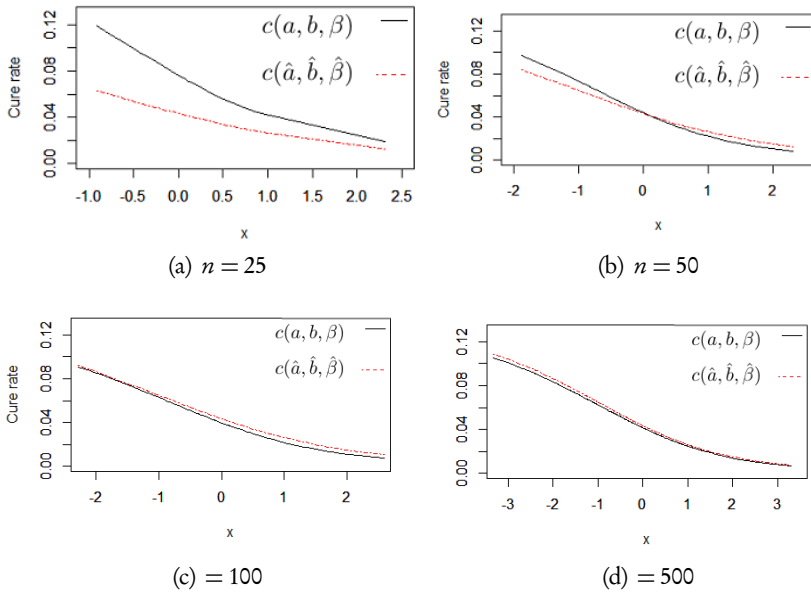 0.00 0.04 0.08 0.12
Cure rate
c(a, b, β)
c(â, b̂, β̂)
-1.0 -0.5 0.0 0.5 1.0 1.5 2.0 2.5
x
(a) n = 25
0.00 0.04 0.08 0.12
Cure rate
c(a, b, β)
c(â, b̂, β̂)
-2 -1 0 1 2
x
(b) n = 50
0.00 0.04 0.08 0.12
Cure rate
c(a, b, β)
c(â, b̂, β̂)
-2 -1 0 1 2
x
(c) = 100
0.00 0.04 0.08 0.12
Cure rate
c(a, b, β)
c(â, b̂, β̂)
-3 -2 -1 0 1 2 3
x
(d) = 500